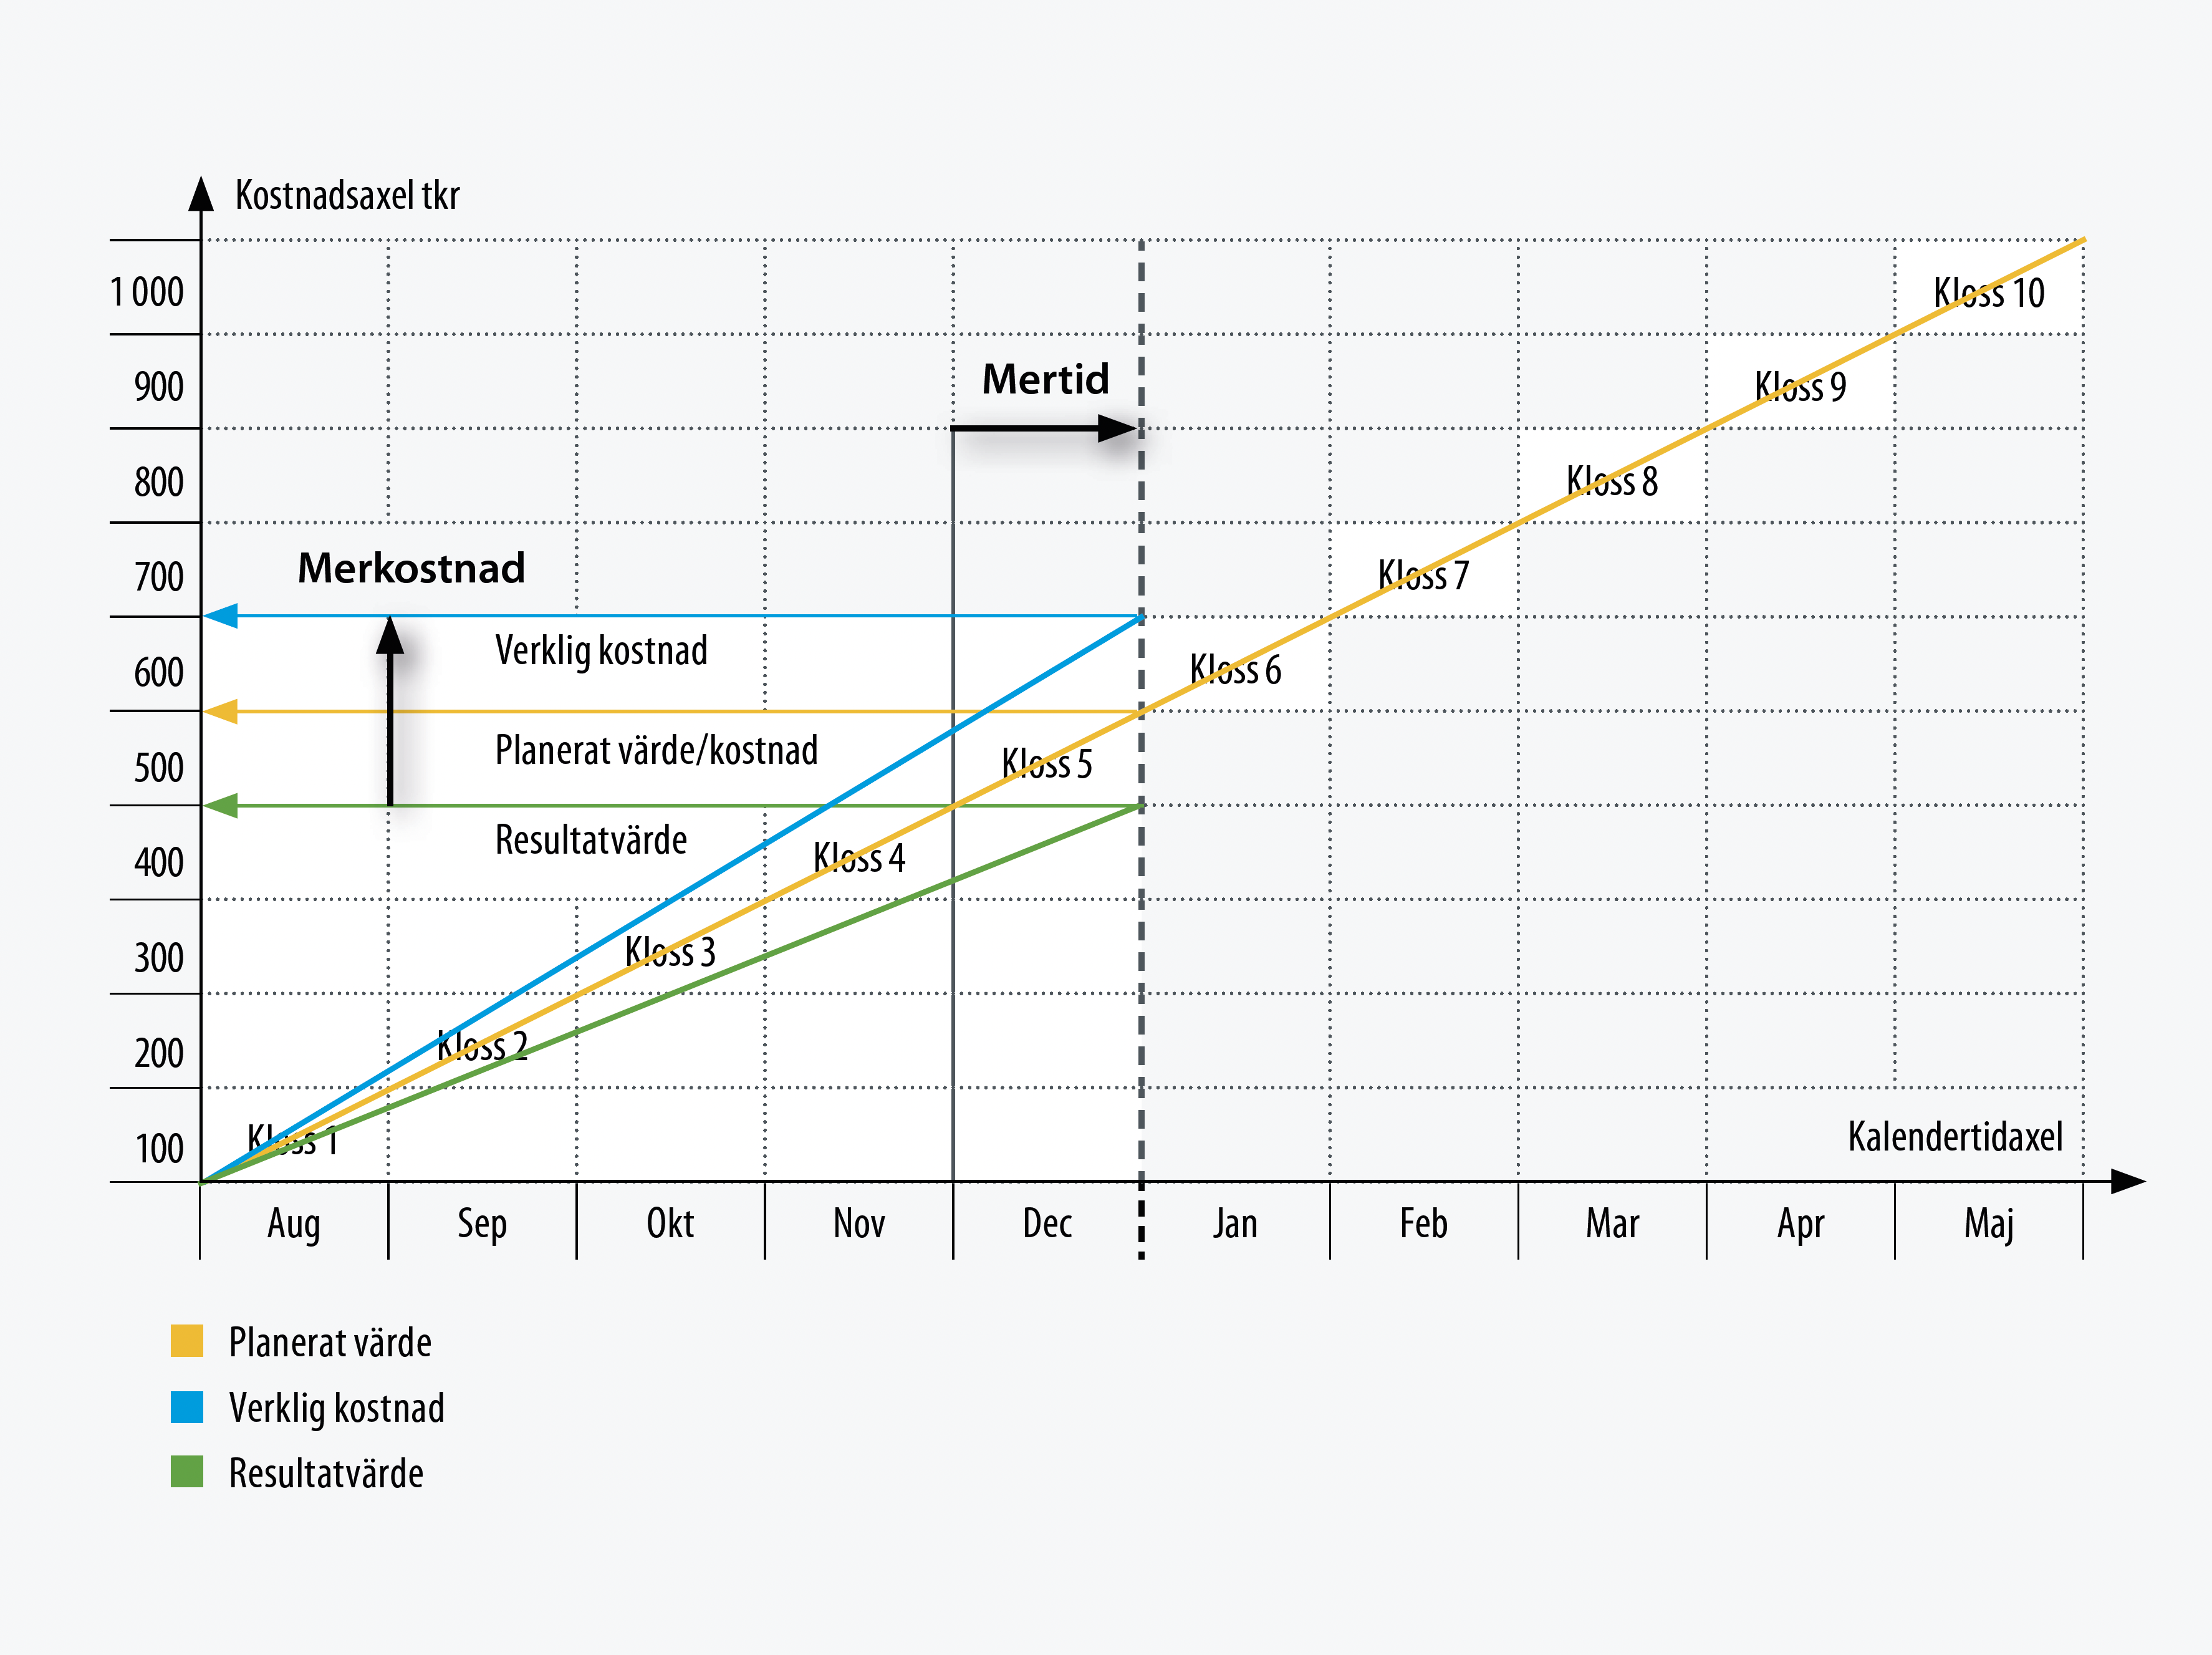 Kostnadsaxel tkr
1 000
Kloss 10
900
Mertid
Kloss 9
800
Kloss 8
700
Merkostnad
Kloss 7
600
Verklig kostnad
Kloss 6
500
Planerat värde/kostnad
Kloss 5
400
Resultatvärde
Kloss 4
300
Kloss 3
200
Kloss 2
100
Kloss 1
Kalendertidaxel
Aug Sep Okt Nov Dec Jan Feb Mar Apr Maj
Planerat värde
Verklig kostnad
Resultatvärde